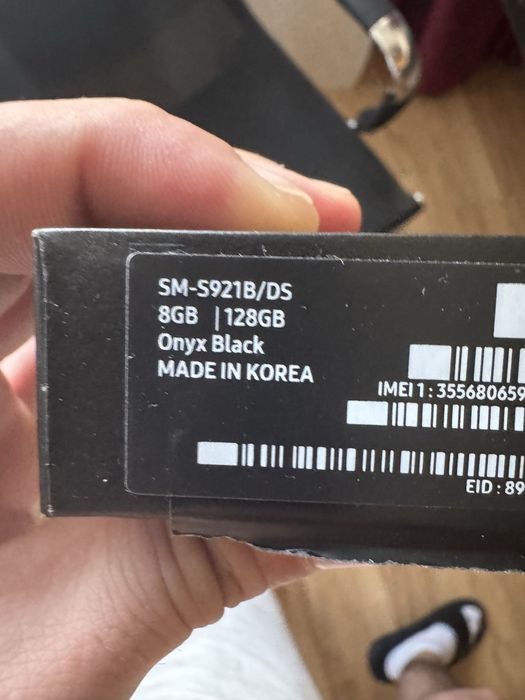 SM-S921B/DS
8GB | 128GB
Onyx Black
MADE IN KOREA
IMEI 1 : 355680659
EID : 89